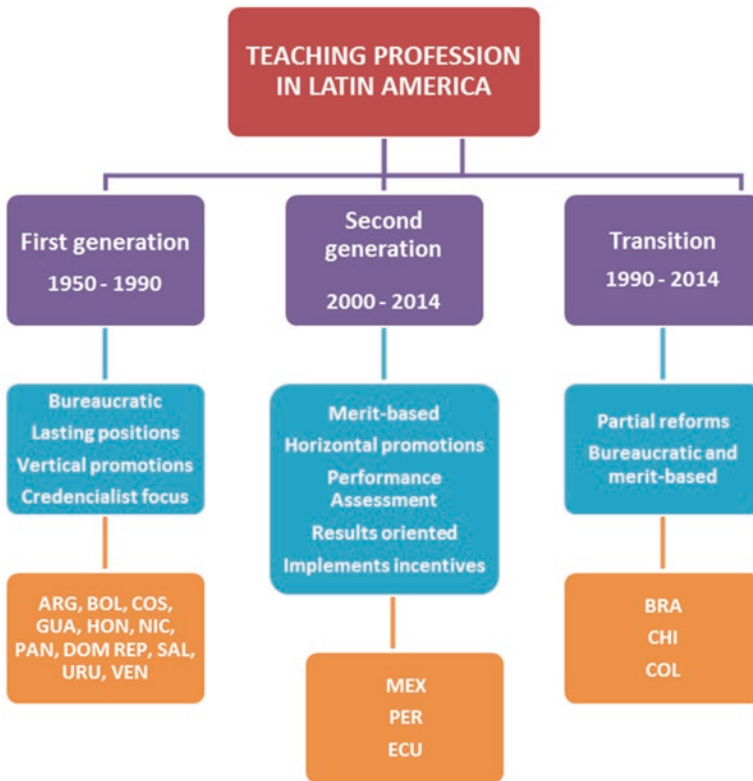 TEACHING PROFESSION
IN LATIN AMERICA
First generation
1950 - 1990
Bureaucratic
Lasting positions
Vertical promotions
Credencialist focus
ARG, BOL, COS,
GUA, HON, NIC,
PAN, DOM REP, SAL,
URU, VEN
Second
generation
2000 - 2014
Merit-based
Horizontal promotions
Performance
Assessment
Results oriented
Implements incentives
MEX
PER
ECU
Transition
1990 - 2014
Partial reforms
Bureaucratic and
merit-based
BRA
CHI
COL